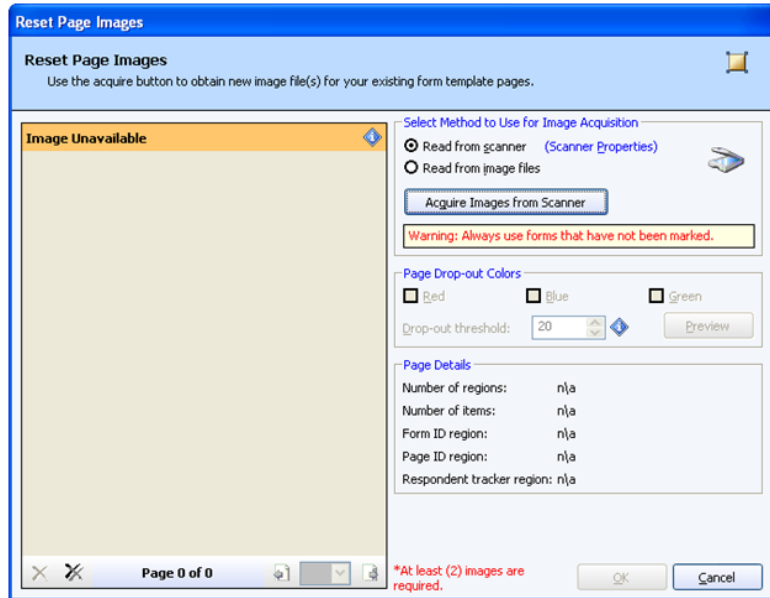 Reset Page Images
Reset Page Images
Use the acquire button to obtain new image file(s) for your existing form template pages.
Image Unavailable
Page 0 of 0
Select Method to Use for Image Acquisition
Read from scanner (Scanner Properties)
Read from image files
Acquire Images from Scanner
Warning: Always use forms that have not been marked.
Page Drop-out Colors
Red Blue Green
Drop-out threshold: 20 Preview
Page Details
Number of regions: n\a
Number of items: n\a
Form ID region: n\a
Page ID region: n\a
Respondent tracker region: n\a
*At least (2) images are
required.
OK Cancel